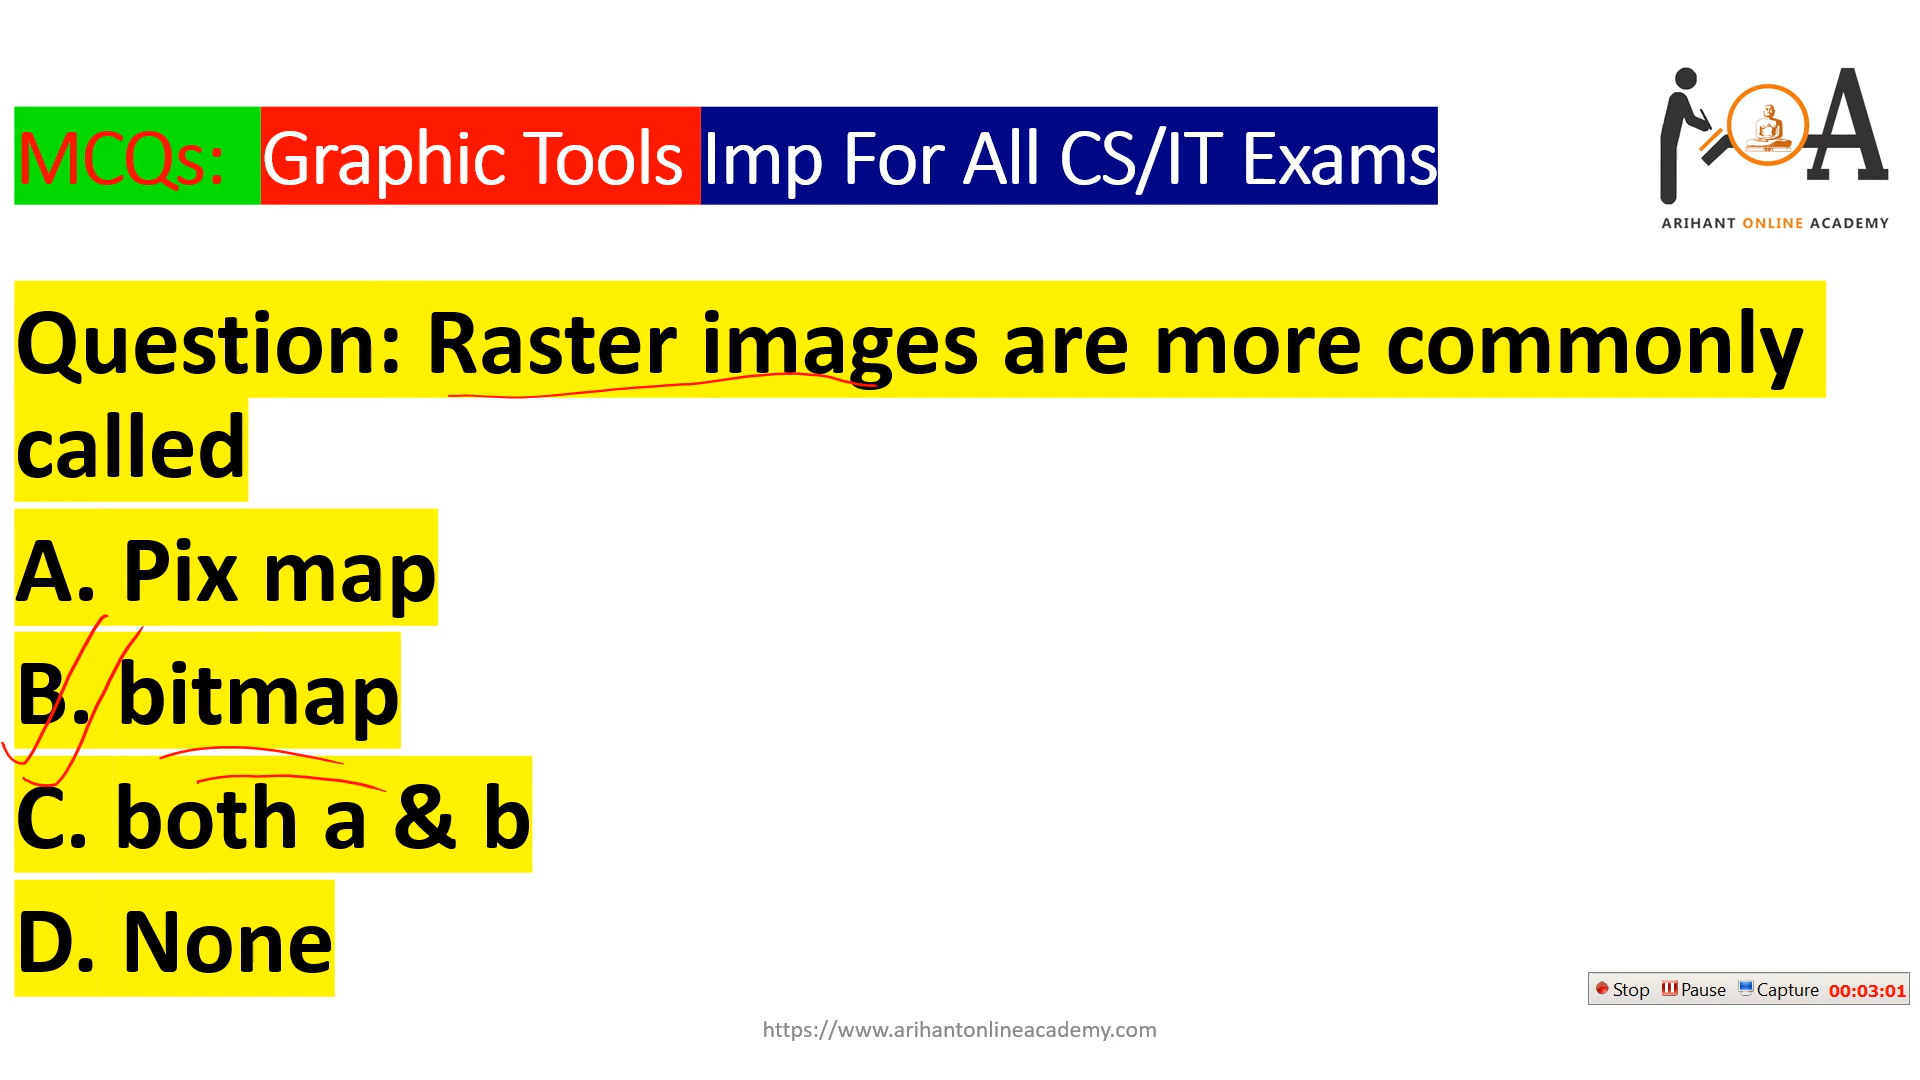 MCQs: Graphic Tools Imp For All CS/IT Exams
ARIHANT ONLINE ACADEMY
Question: Raster images are more commonly
called
A. Pix map
B. bitmap
C. both a & b
D. None
Stop Pause Capture 00:03:01
https://www.arihantonlineacademy.com